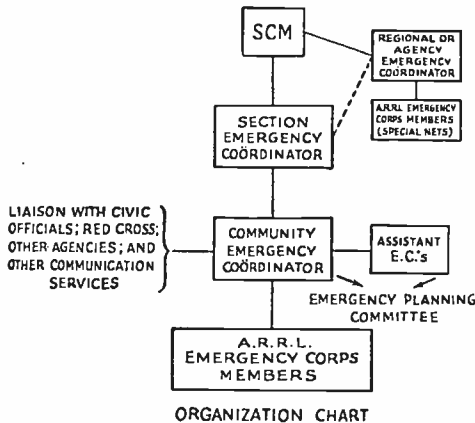 SCM
REGIONAL OR
AGENCY
EMERGENCY
COÖRDINATOR
A.R.R.L. EMERGENCY
CORPS MEMBERS
(SPECIAL NETS)
SECTION
EMERGENCY
COÖRDINATOR
LIAISON WITH CIVIC
OFFICIALS; RED CROSS;
OTHER AGENCIES; AND
OTHER COMMUNICATION
SERVICES
COMMUNITY
EMERGENCY
COÖRDINATOR
ASSISTANT
E.C.'s
EMERGENCY PLANNING
COMMITTEE
A.R.R.L.
EMERGENCY CORPS
MEMBERS
ORGANIZATION CHART